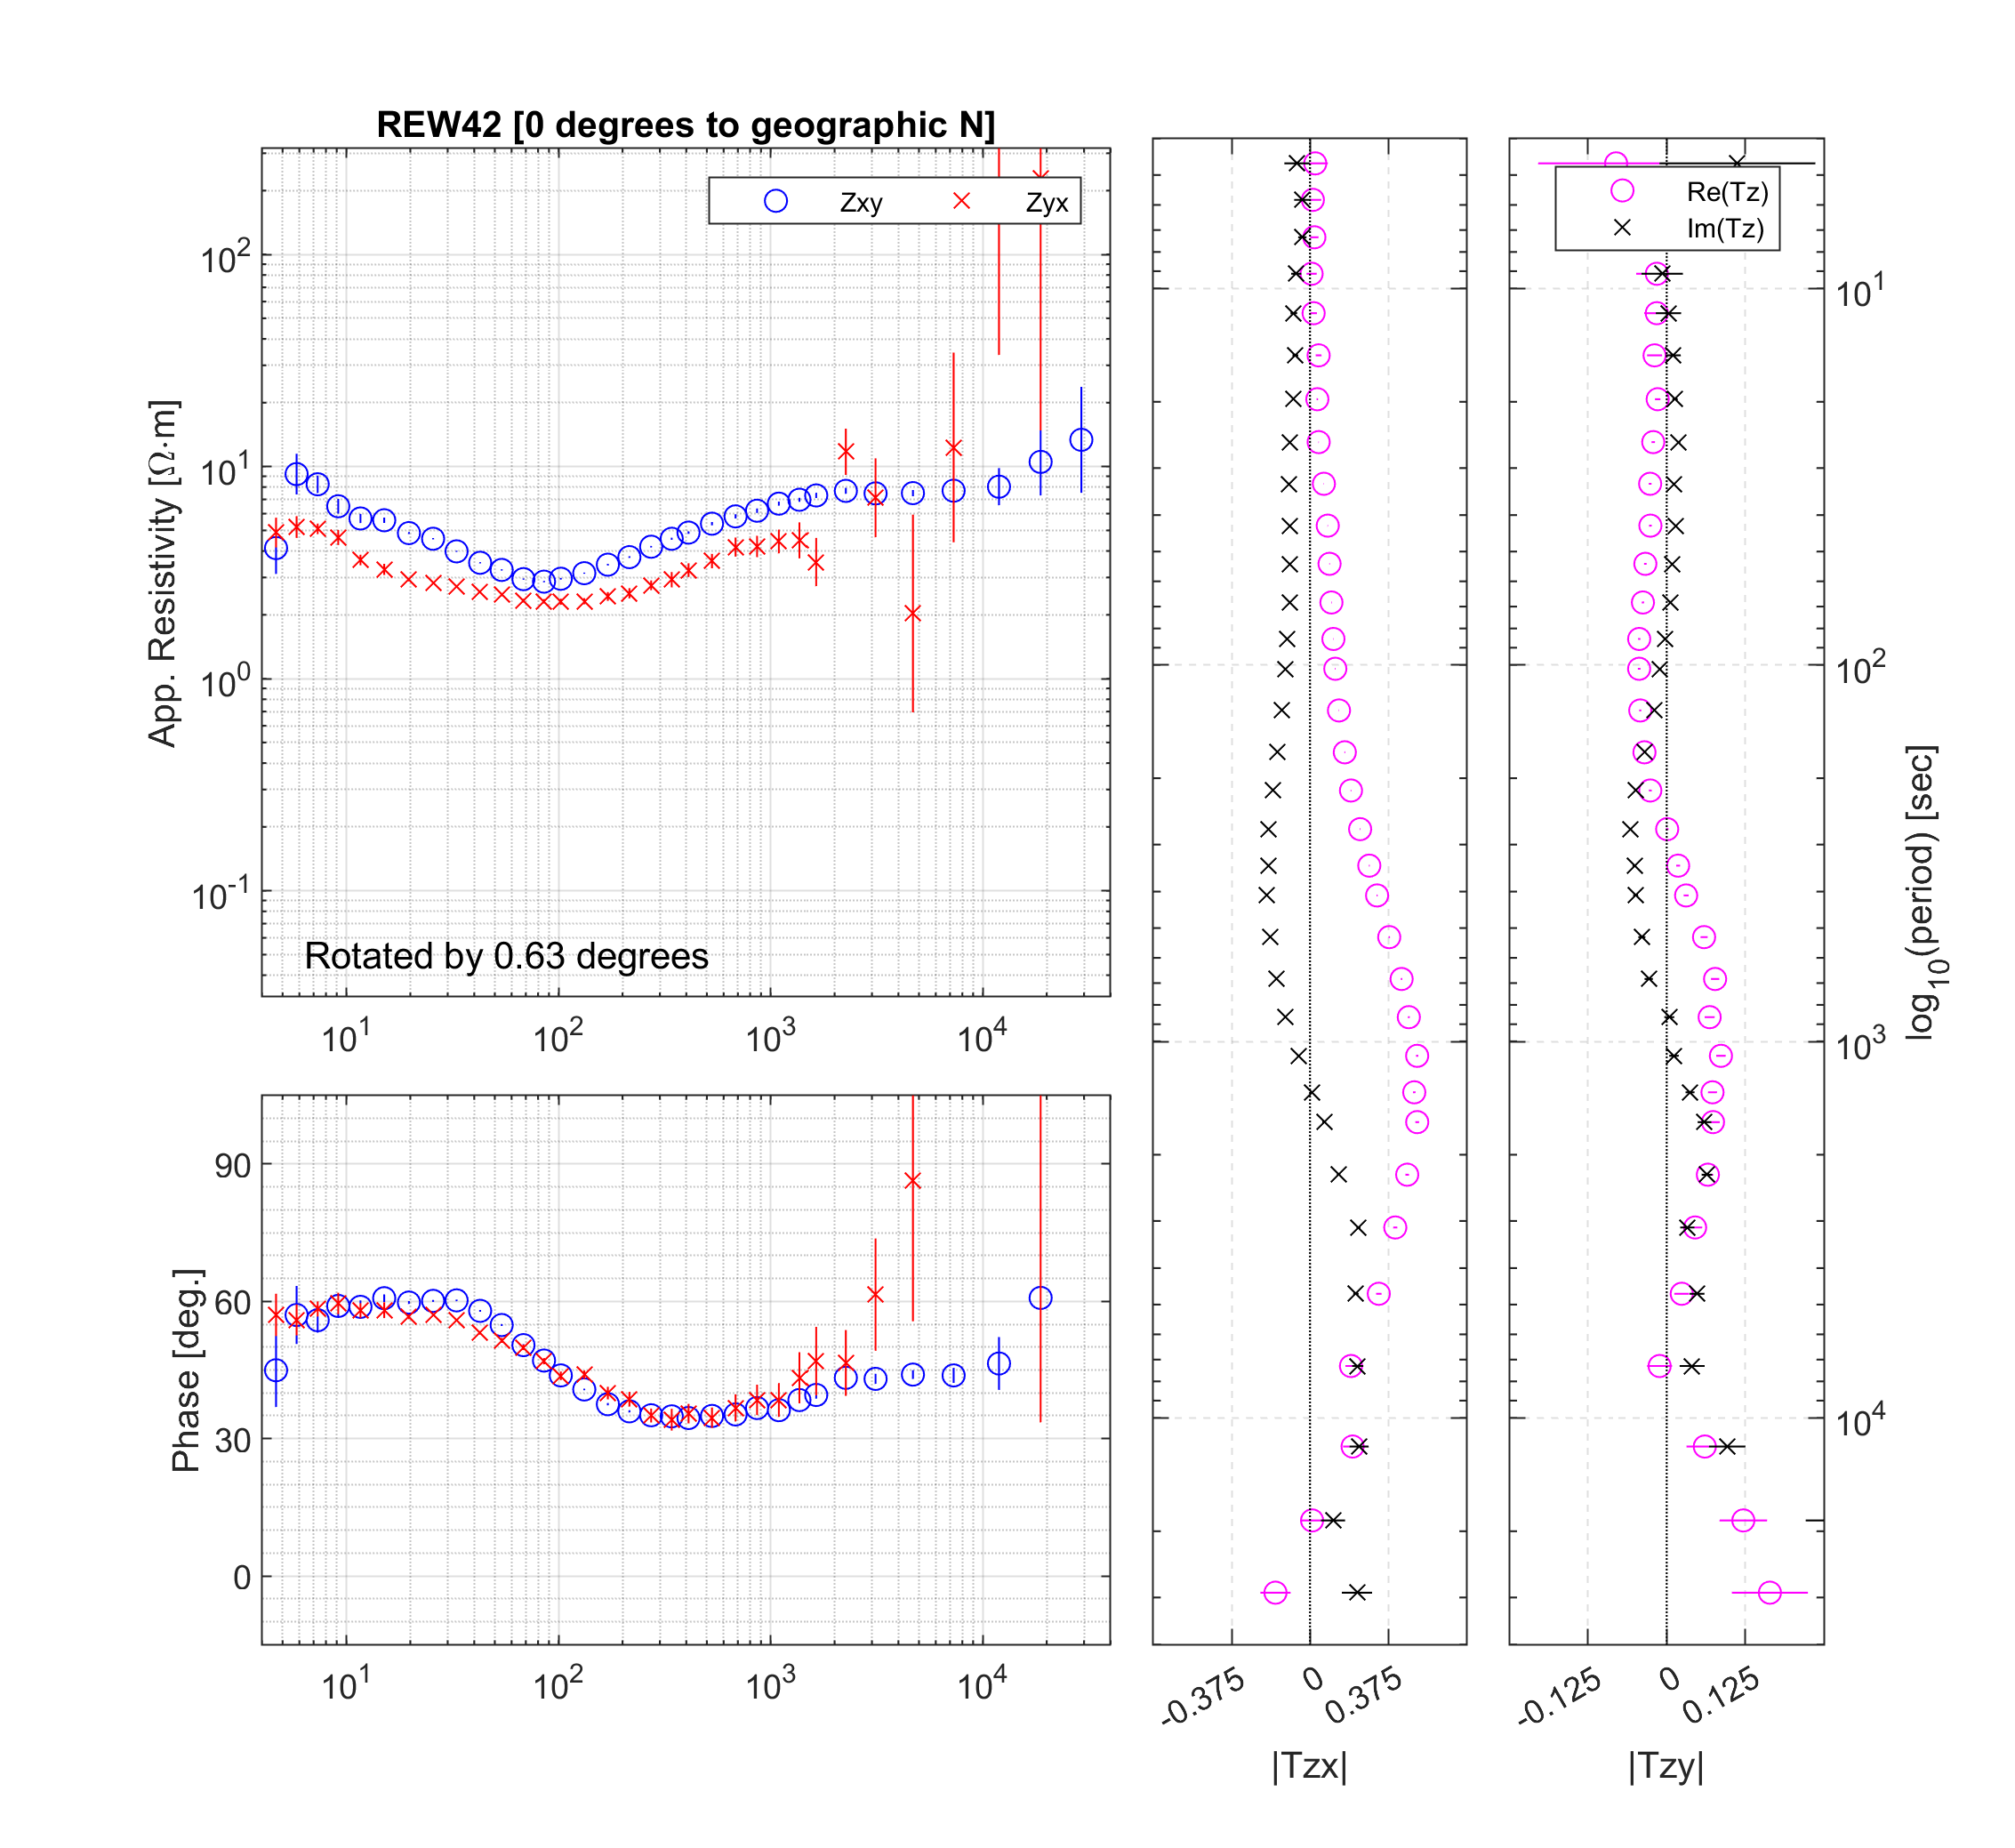 REW42 [0 degrees to geographic N]
Zxy Zyx
App. Resistivity [Ω·m]
10^2
10^1
10^0
10^-1
Rotated by 0.63 degrees
10^1 10^2 10^3 10^4
Phase [deg.]
90
60
30
0
10^1 10^2 10^3 10^4
-0.375 0 0.375
|Tzx|
Re(Tz)
Im(Tz)
-0.125 0 0.125
|Tzy|
10^1
10^2
10^3
10^4
log10(period) [sec]